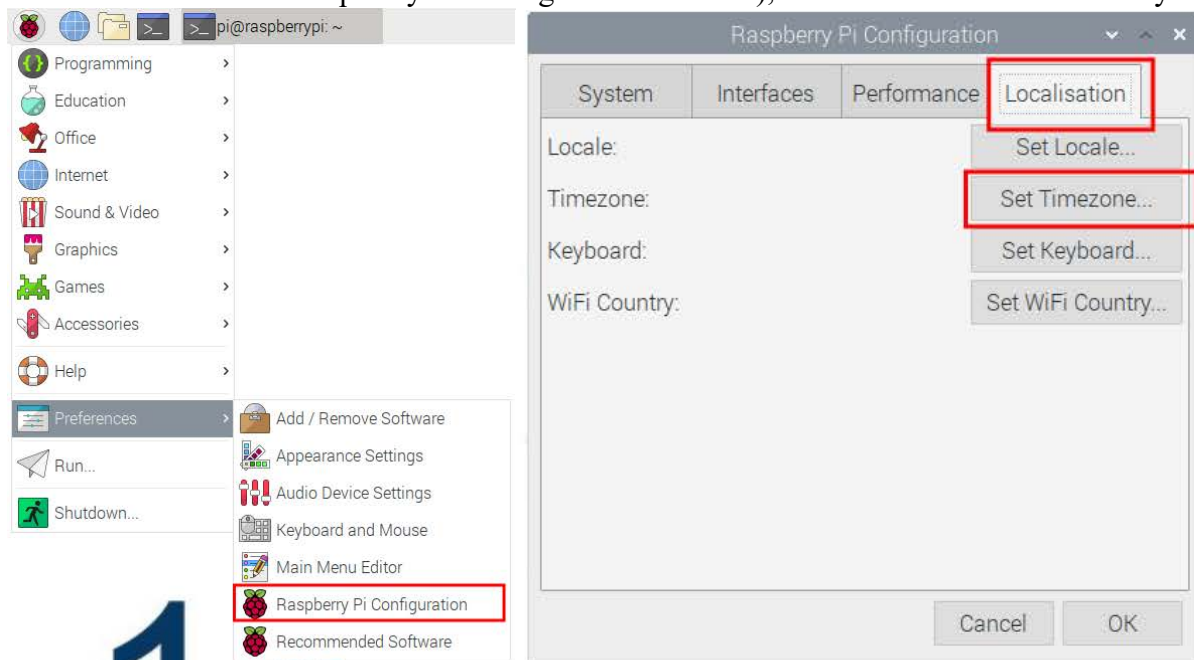 pi@raspberrypi: ~
Programming
Education
Office
Internet
Sound & Video
Graphics
Games
Accessories
Help
Preferences
Run...
Shutdown...
Add / Remove Software
Appearance Settings
Audio Device Settings
Keyboard and Mouse
Main Menu Editor
Raspberry Pi Configuration
Recommended Software
Raspberry Pi Configuration
System Interfaces Performance Localisation
Locale: Set Locale...
Timezone: Set Timezone...
Keyboard: Set Keyboard...
WiFi Country: Set WiFi Country...
Cancel OK